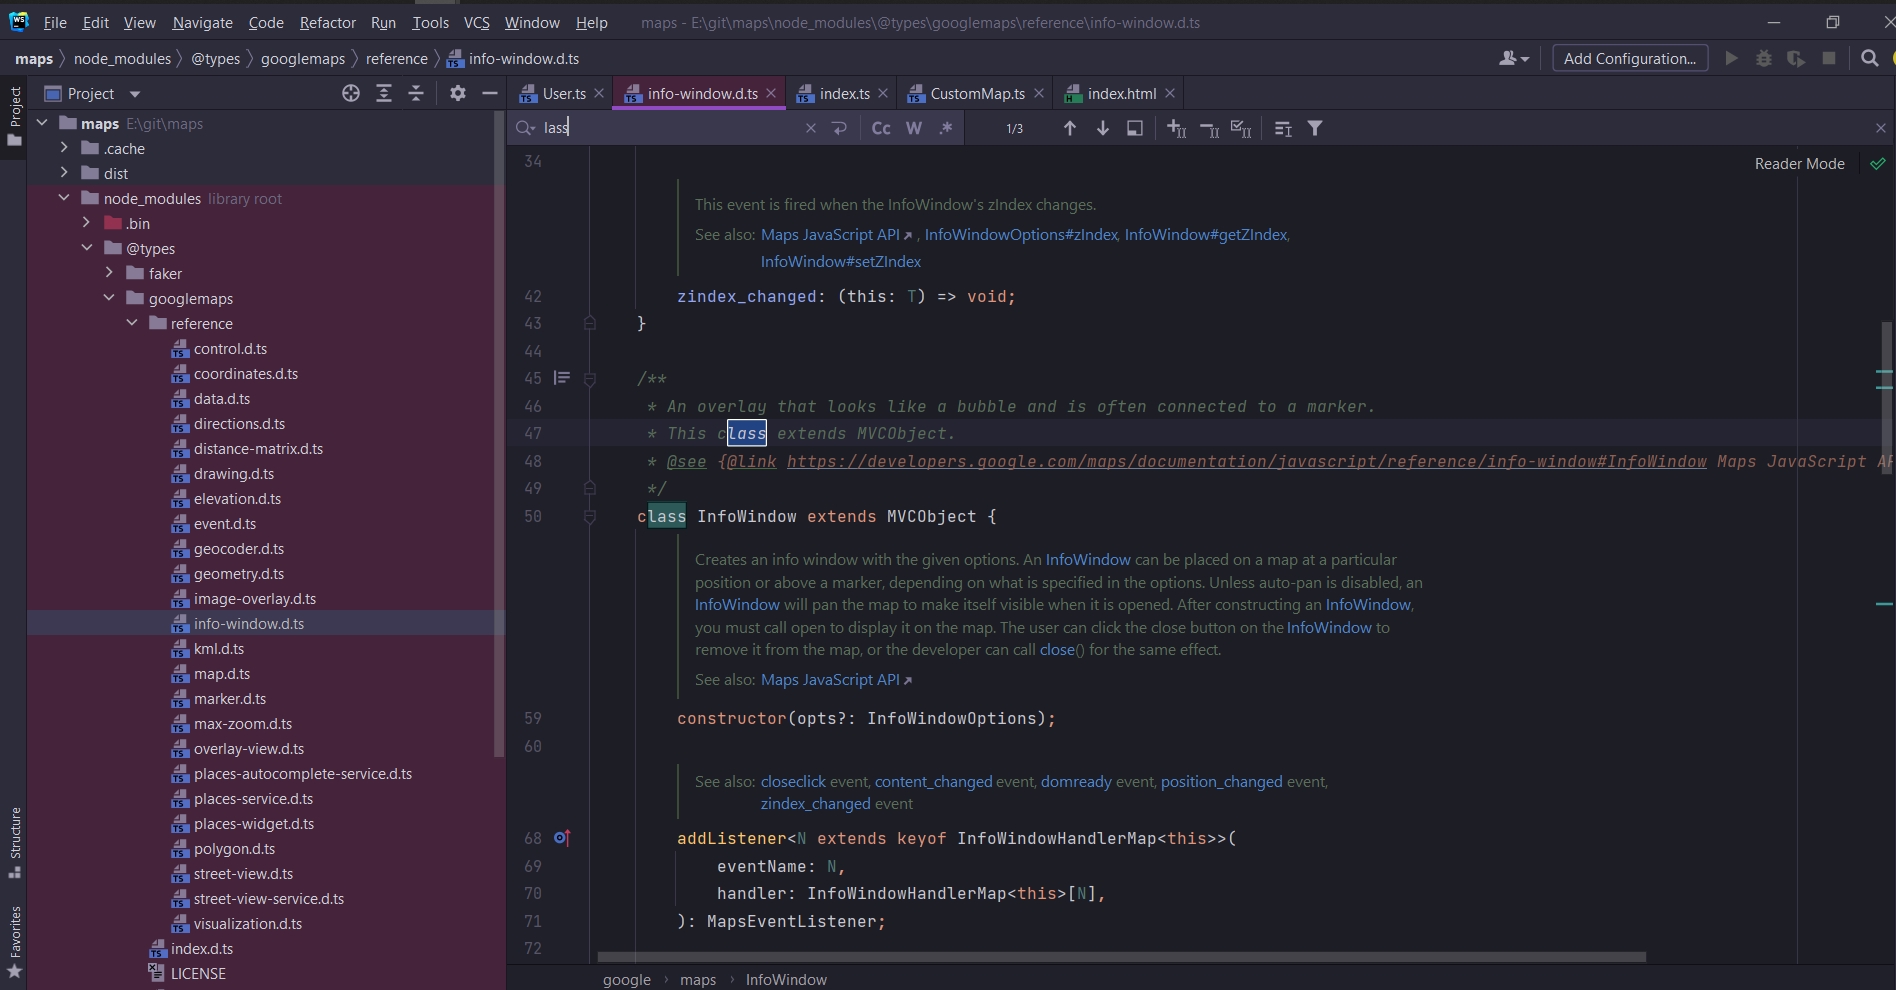 WS File Edit View Navigate Code Refactor Run Tools VCS Window Help maps - E:\git\maps\node_modules\@types\googlemaps\reference\info-window.d.ts
maps node_modules @types googlemaps reference info-window.d.ts Add Configuration...
Project
Project
User.ts info-window.d.ts index.ts CustomMap.ts index.html
lass Cc W .* 1/3
Reader Mode
maps E:\git\maps
.cache
dist
node_modules library root
.bin
@types
faker
googlemaps
reference
control.d.ts
coordinates.d.ts
data.d.ts
directions.d.ts
distance-matrix.d.ts
drawing.d.ts
elevation.d.ts
event.d.ts
geocoder.d.ts
geometry.d.ts
image-overlay.d.ts
info-window.d.ts
kml.d.ts
map.d.ts
marker.d.ts
max-zoom.d.ts
overlay-view.d.ts
places-autocomplete-service.d.ts
places-service.d.ts
places-widget.d.ts
polygon.d.ts
street-view.d.ts
street-view-service.d.ts
visualization.d.ts
index.d.ts
LICENSE
Structure
Favorites
34
This event is fired when the InfoWindow's zIndex changes.
See also: Maps JavaScript API↗ , InfoWindowOptions#zIndex, InfoWindow#getZIndex,
InfoWindow#setZIndex
42 zindex_changed: (this: T) => void;
43 }
44
45 /**
46 * An overlay that looks like a bubble and is often connected to a marker.
47 * This class extends MVCObject.
48 * @see {@link https://developers.google.com/maps/documentation/javascript/reference/info-window#InfoWindow Maps JavaScript AP
49 */
50 class InfoWindow extends MVCObject {
Creates an info window with the given options. An InfoWindow can be placed on a map at a particular
position or above a marker, depending on what is specified in the options. Unless auto-pan is disabled, an
InfoWindow will pan the map to make itself visible when it is opened. After constructing an InfoWindow,
you must call open to display it on the map. The user can click the close button on the InfoWindow to
remove it from the map, or the developer can call close() for the same effect.
See also: Maps JavaScript API↗
59 constructor(opts?: InfoWindowOptions);
60
See also: closeclick event, content_changed event, domready event, position_changed event,
zindex_changed event
68 addListener<N extends keyof InfoWindowHandlerMap<this>>(
69 eventName: N,
70 handler: InfoWindowHandlerMap<this>[N],
71 ): MapsEventListener;
72
google › maps › InfoWindow